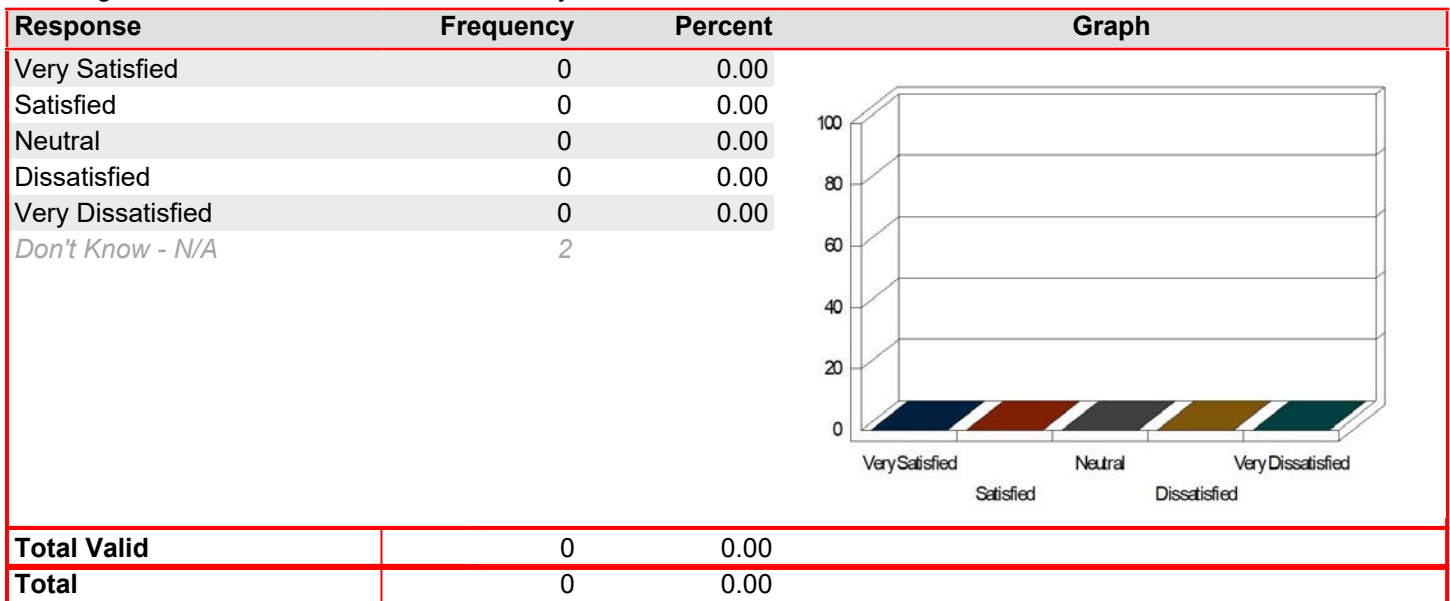 Response Frequency Percent Graph
Very Satisfied 0 0.00
Satisfied 0 0.00
Neutral 0 0.00
Dissatisfied 0 0.00
Very Dissatisfied 0 0.00
Don't Know - N/A 2
100
80
60
40
20
0
Very Satisfied Neutral Very Dissatisfied
Satisfied Dissatisfied
Total Valid 0 0.00
Total 0 0.00